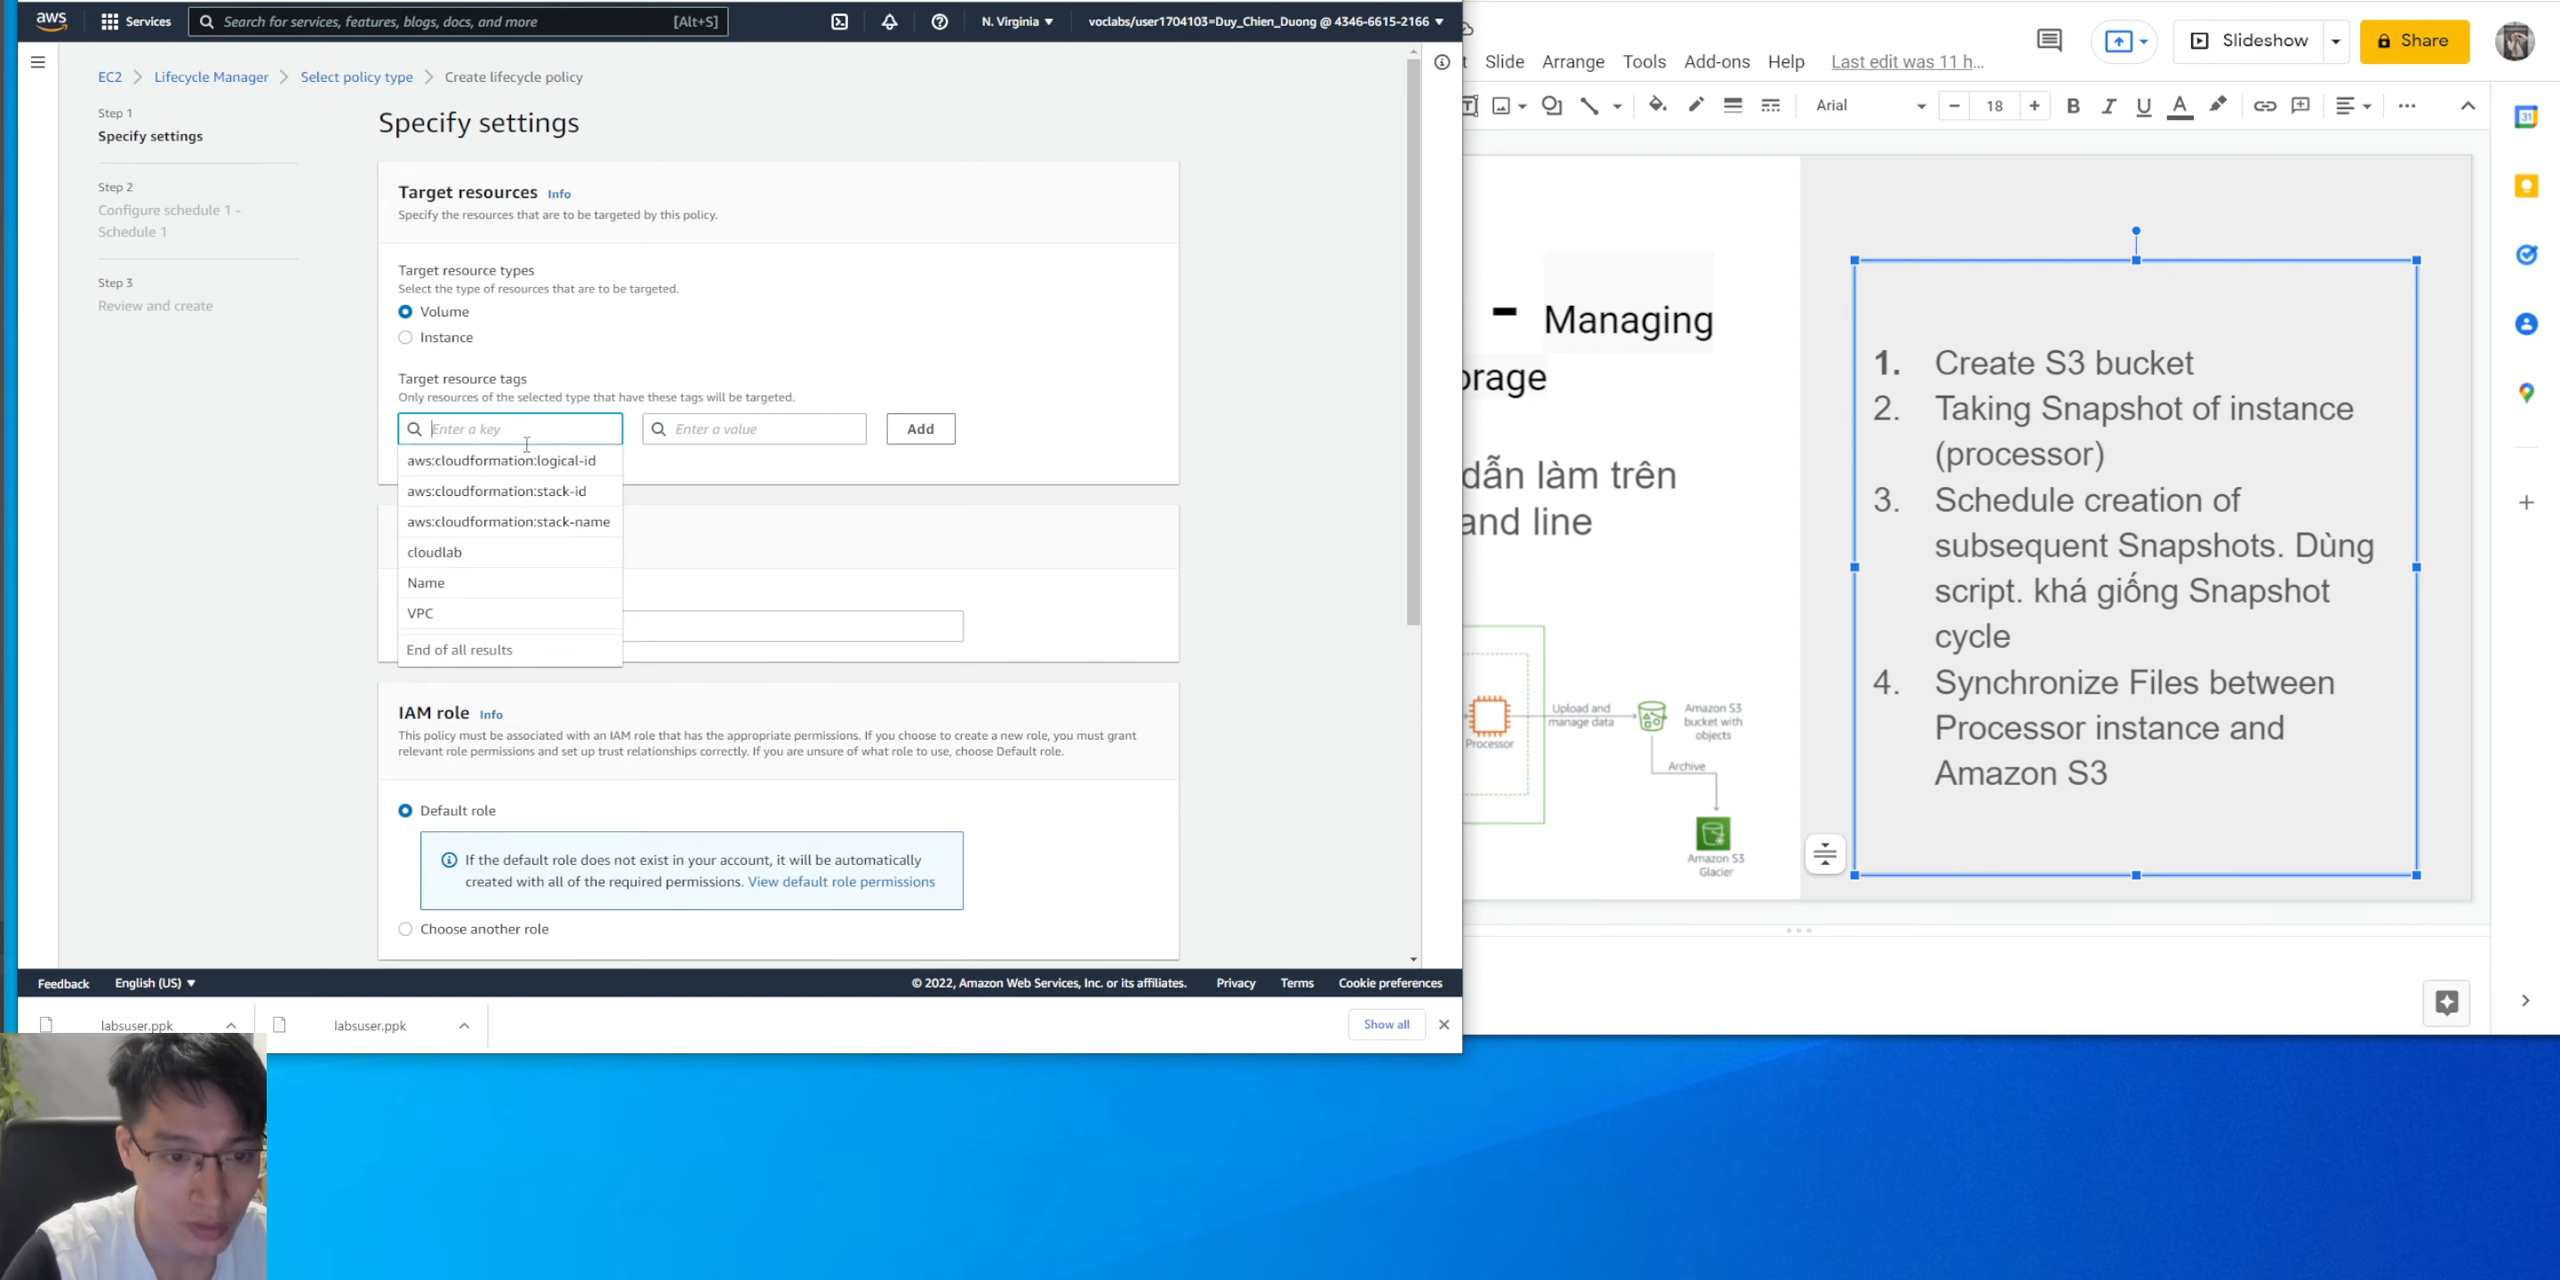 aws
Services
Search for services, features, blogs, docs, and more
[Alt+S]
N. Virginia
voclabs/user1704103=Duy_Chien_Duong @ 4346-6615-2166
EC2
Lifecycle Manager
Select policy type
Create lifecycle policy
Step 1
Specify settings
Step 2
Configure schedule 1 -
Schedule 1
Step 3
Review and create
Specify settings
Target resources Info
Specify the resources that are to be targeted by this policy.
Target resource types
Select the type of resources that are to be targeted.
Volume
Instance
Target resource tags
Only resources of the selected type that have these tags will be targeted.
Enter a key
Enter a value
Add
aws:cloudformation:logical-id
aws:cloudformation:stack-id
aws:cloudformation:stack-name
cloudlab
Name
VPC
End of all results
IAM role Info
This policy must be associated with an IAM role that has the appropriate permissions. If you choose to create a new role, you must grant
relevant role permissions and set up trust relationships correctly. If you are unsure of what role to use, choose Default role.
Default role
If the default role does not exist in your account, it will be automatically
created with all of the required permissions. View default role permissions
Choose another role
Feedback
English (US)
© 2022, Amazon Web Services, Inc. or its affiliates.
Privacy
Terms
Cookie preferences
labsuser.ppk
labsuser.ppk
Show all
Slideshow
Share
t
Slide
Arrange
Tools
Add-ons
Help
Last edit was 11 h…
Arial
18
31
- Managing
orage
dẫn làm trên
and line
Processor
Upload and
manage data
Amazon S3
bucket with
objects
Archive
Amazon S3
Glacier
1. Create S3 bucket
2. Taking Snapshot of instance
(processor)
3. Schedule creation of
subsequent Snapshots. Dùng
script. khá giống Snapshot
cycle
4. Synchronize Files between
Processor instance and
Amazon S3